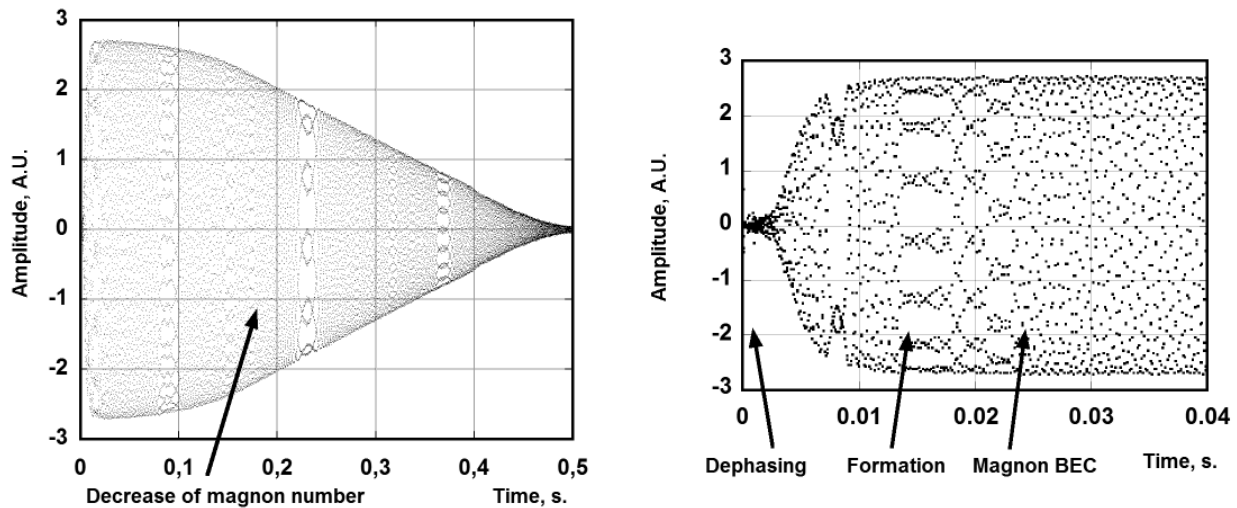 3
2
1
0
-1
-2
-3
Amplitude, A.U.
0 0,1 0,2 0,3 0,4 0,5
Decrease of magnon number Time, s.
3
2
1
0
-1
-2
-3
Amplitude, A.U.
0 0.01 0.02 0.03 0.04
Dephasing Formation Magnon BEC Time, s.